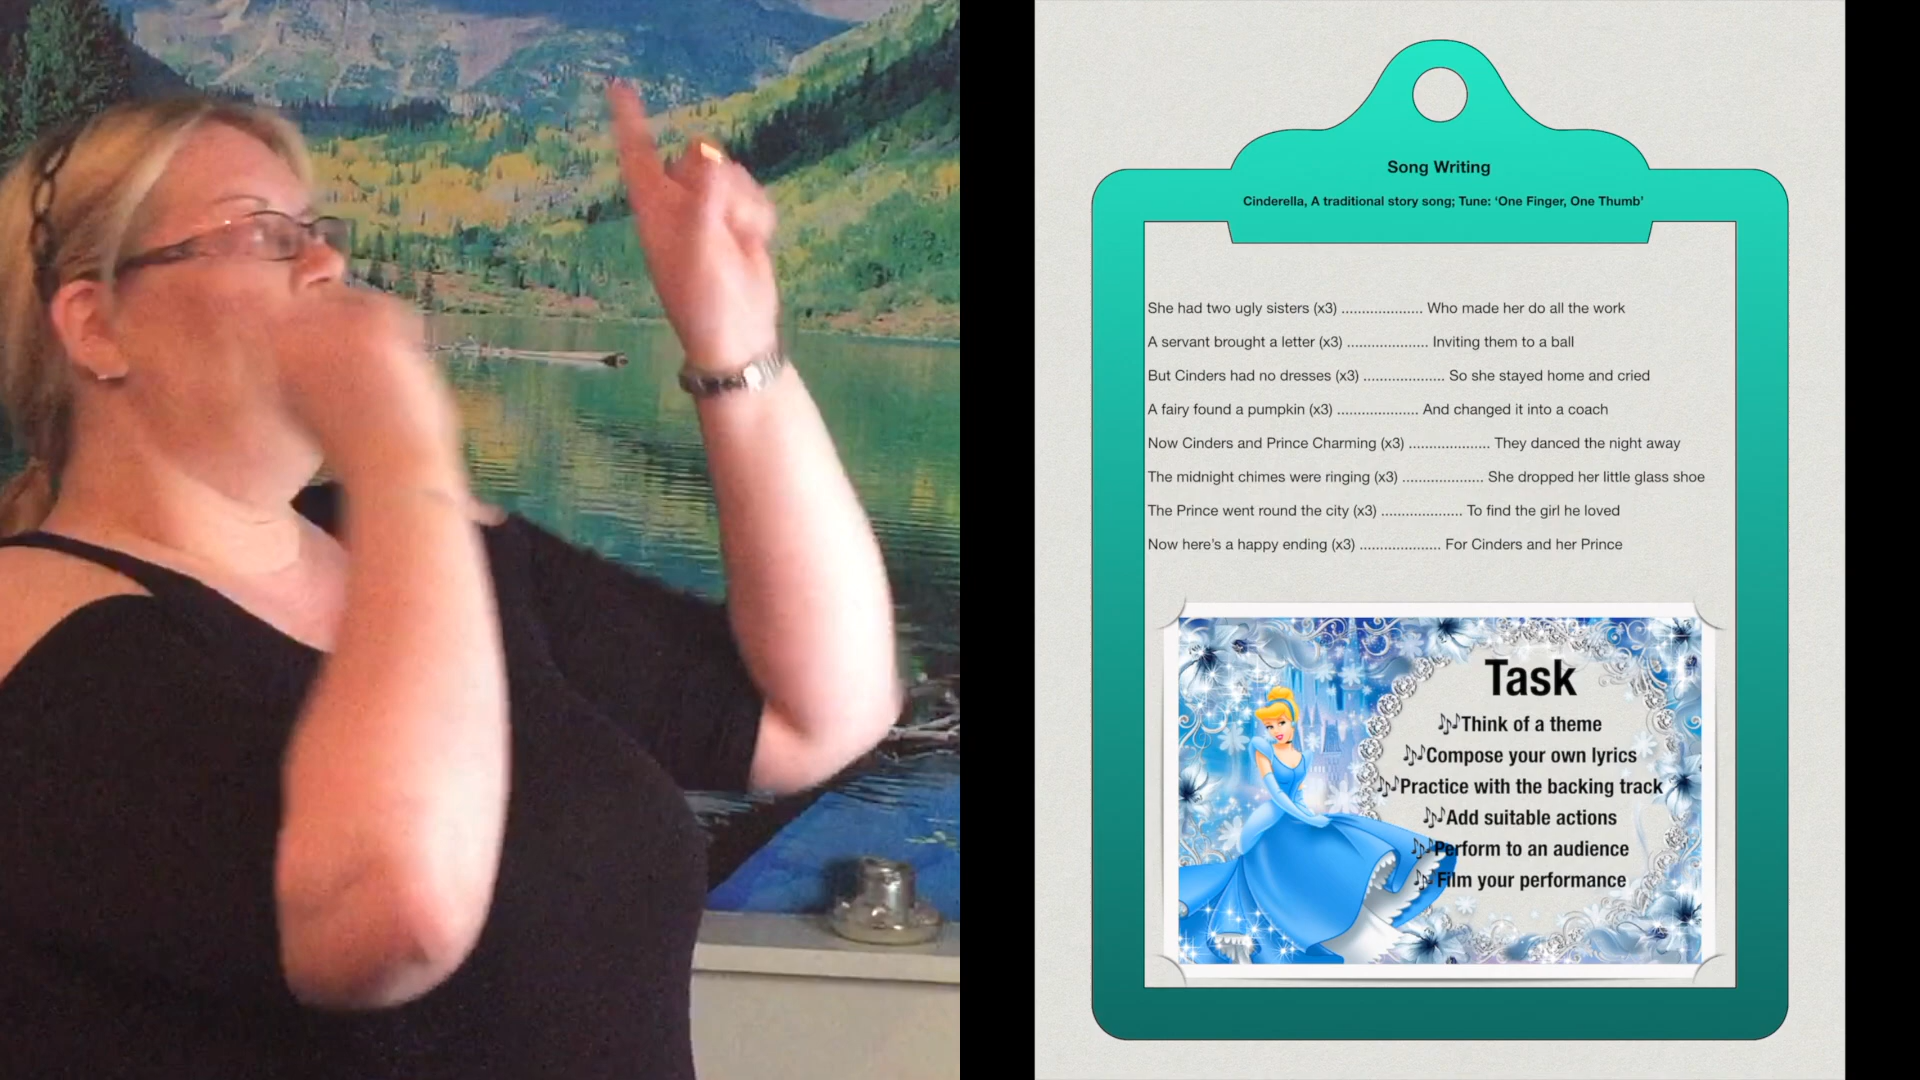 Song Writing
Cinderella, A traditional story song; Tune: ‘One Finger, One Thumb’
She had two ugly sisters (x3) .................... Who made her do all the work
A servant brought a letter (x3) .................... Inviting them to a ball
But Cinders had no dresses (x3) .................... So she stayed home and cried
A fairy found a pumpkin (x3) .................... And changed it into a coach
Now Cinders and Prince Charming (x3) .................... They danced the night away
The midnight chimes were ringing (x3) .................... She dropped her little glass shoe
The Prince went round the city (x3) .................... To find the girl he loved
Now here’s a happy ending (x3) .................... For Cinders and her Prince
Task
Think of a theme
Compose your own lyrics
Practice with the backing track
Add suitable actions
Perform to an audience
Film your performance